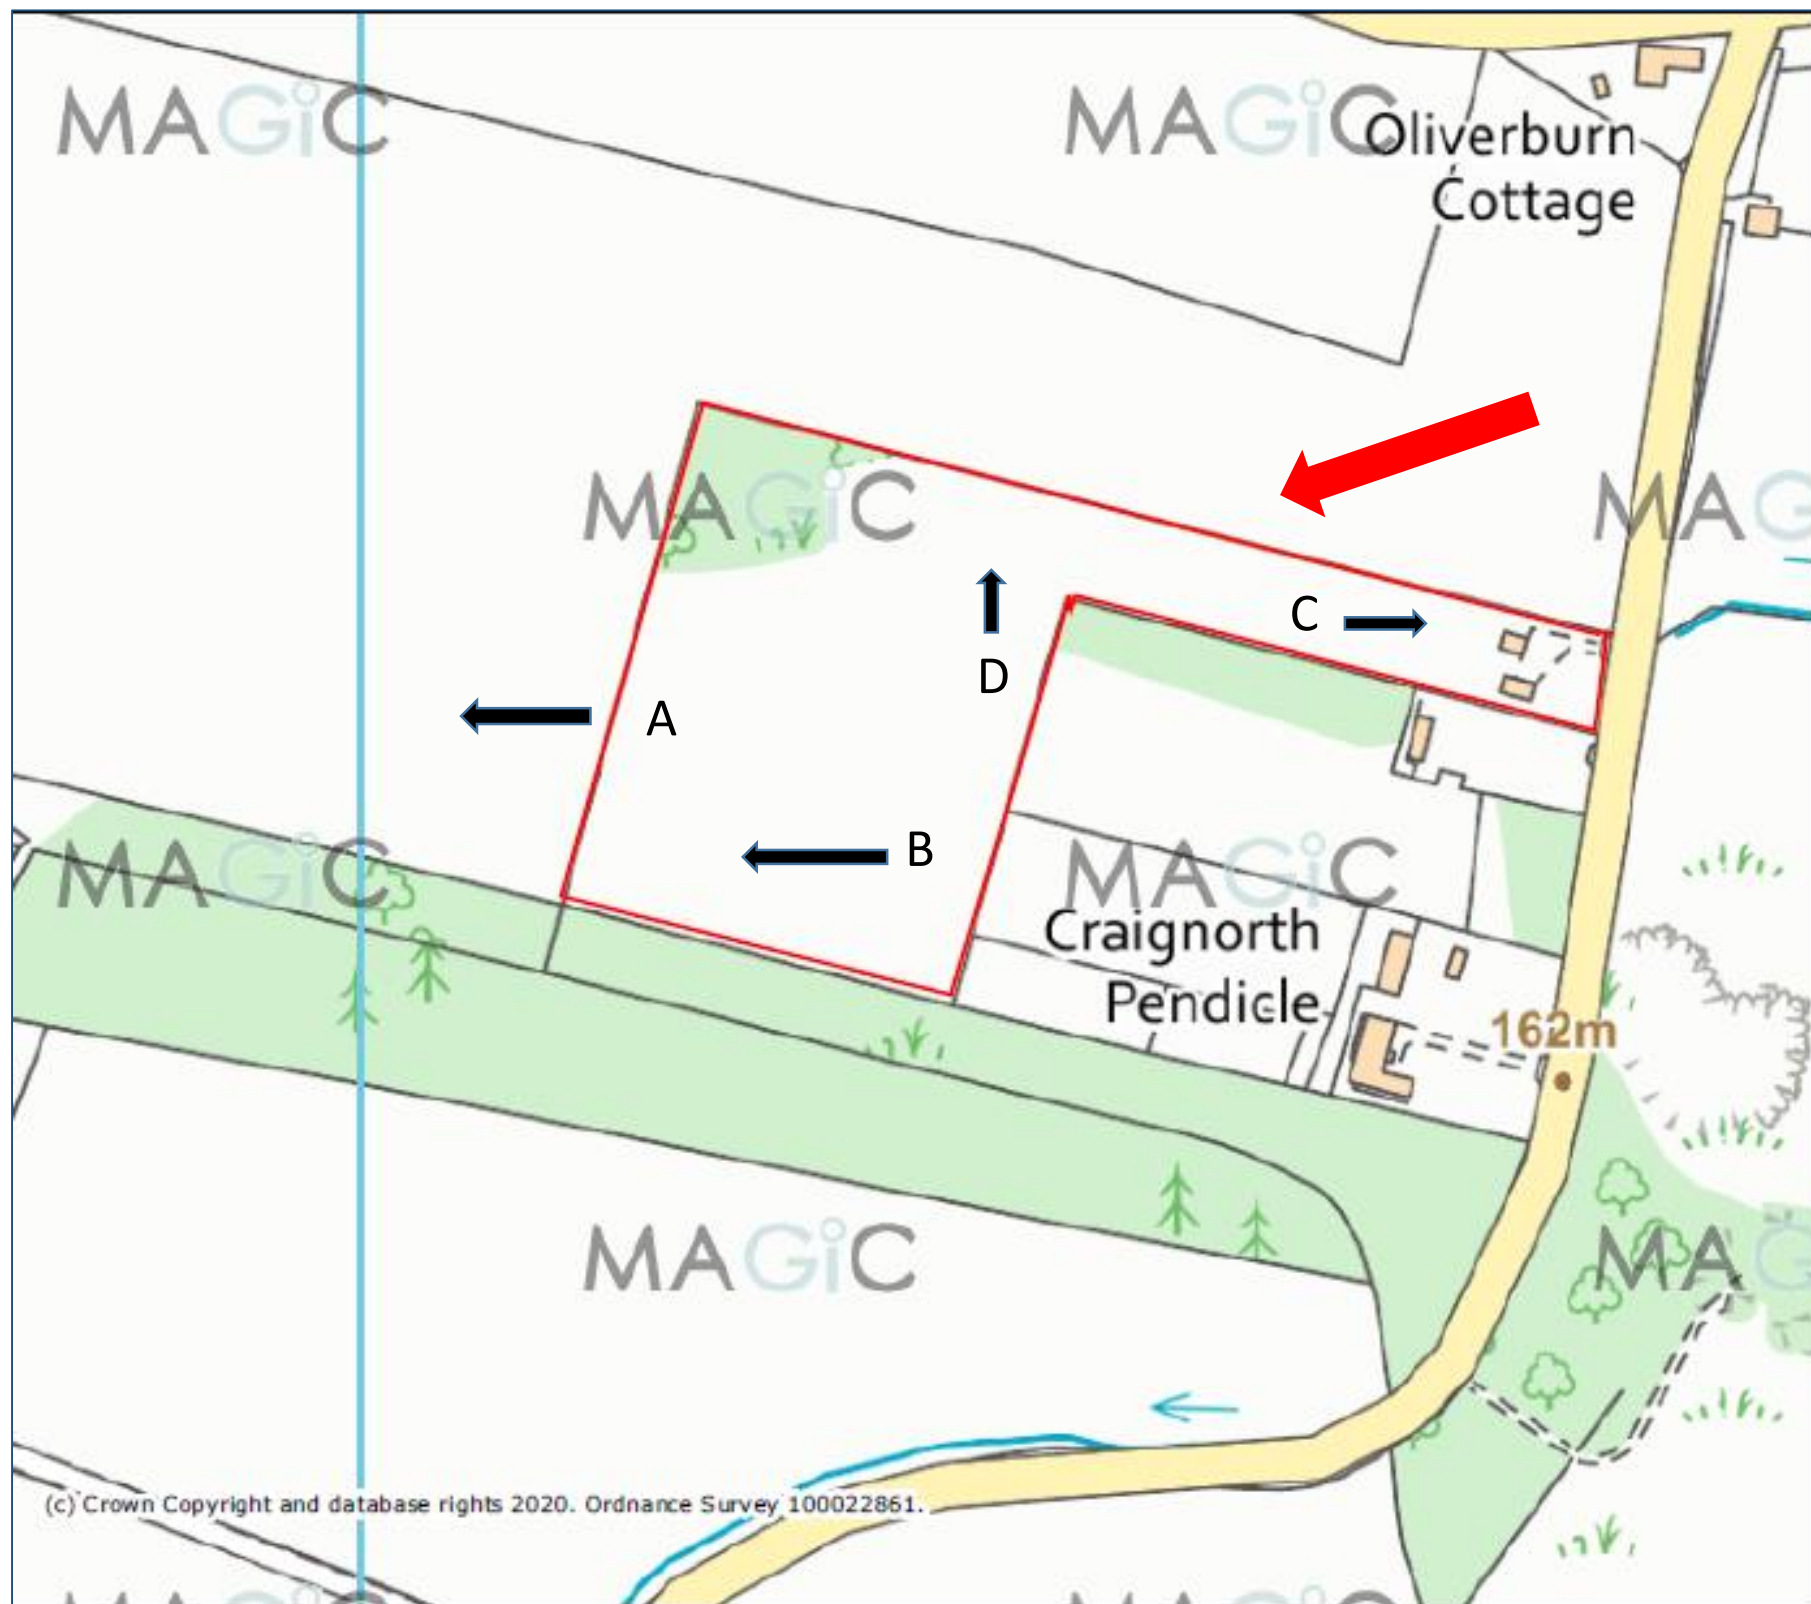 MAGiC
MAGiC
Oliverburn
Cottage
MAGiC
MAG
C
D
A
B
MAGiC
MAGiC
Craignorth
Pendicle
162m
MAGiC
MAG
(c) Crown Copyright and database rights 2020. Ordnance Survey 100022861.